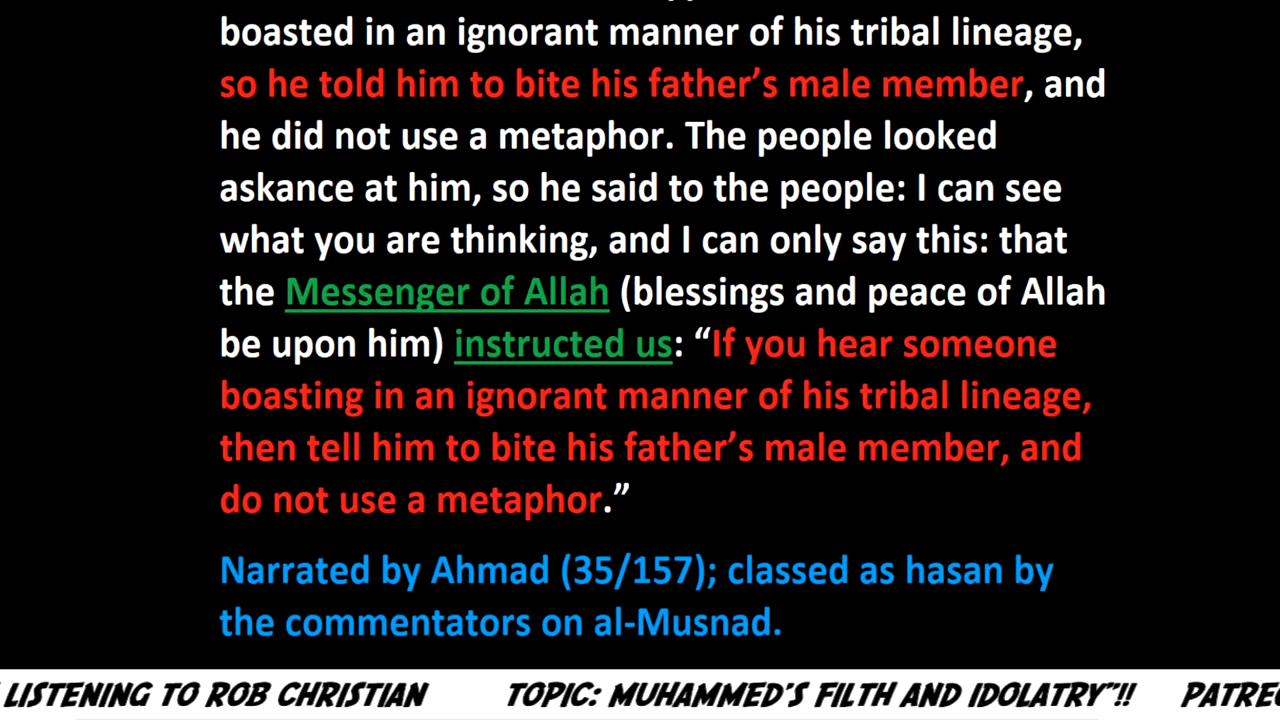 boasted in an ignorant manner of his tribal lineage,
so he told him to bite his father’s male member, and
he did not use a metaphor. The people looked
askance at him, so he said to the people: I can see
what you are thinking, and I can only say this: that
the Messenger of Allah (blessings and peace of Allah
be upon him) instructed us: “If you hear someone
boasting in an ignorant manner of his tribal lineage,
then tell him to bite his father’s male member, and
do not use a metaphor.”
Narrated by Ahmad (35/157); classed as hasan by
the commentators on al-Musnad.
LISTENING TO ROB CHRISTIAN TOPIC: MUHAMMED'S FILTH AND IDOLATRY"!!